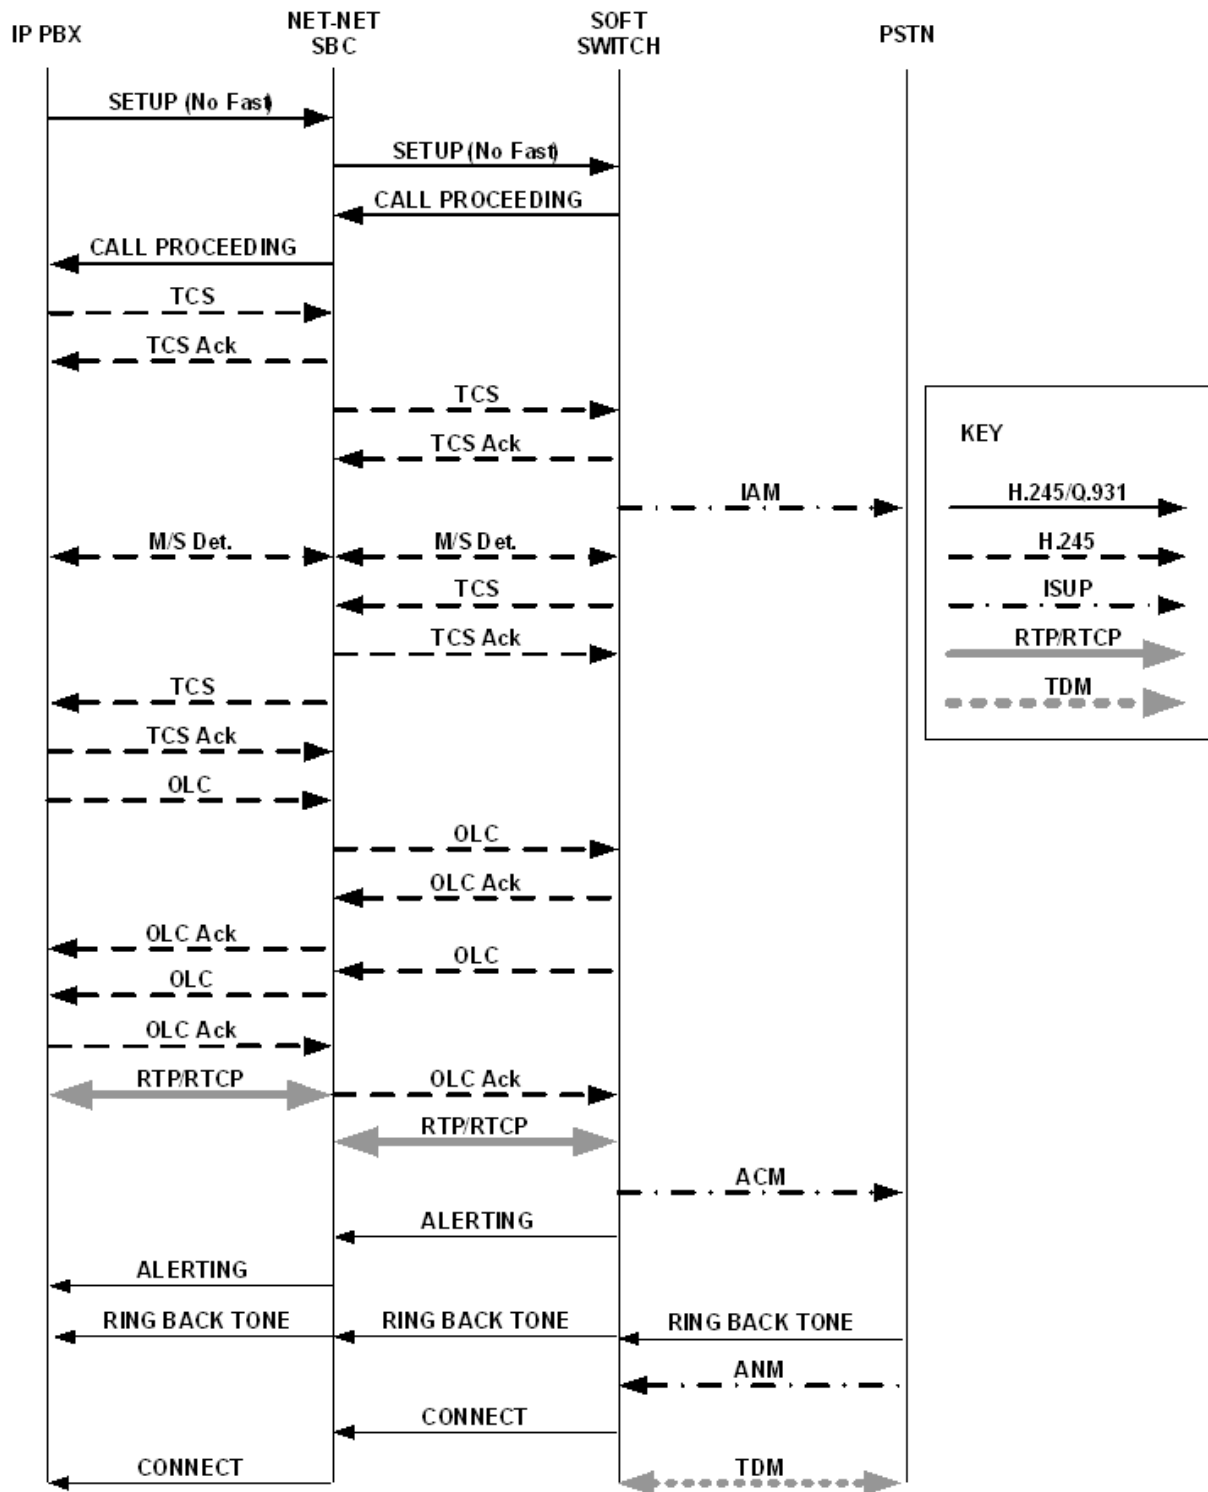 IP PBX
NET-NET
SBC
SOFT
SWITCH
PSTN
SETUP (No Fast)
SETUP (No Fast)
CALL PROCEEDING
CALL PROCEEDING
TCS
TCS Ack
TCS
TCS Ack
IAM
M/S Det.
M/S Det.
TCS
TCS Ack
TCS
TCS Ack
OLC
OLC
OLC Ack
OLC Ack
OLC
OLC
OLC Ack
RTP/RTCP
OLC Ack
RTP/RTCP
ACM
ALERTING
ALERTING
RING BACK TONE
RING BACK TONE
RING BACK TONE
ANM
CONNECT
CONNECT
TDM
KEY
H.245/Q.931
H.245
ISUP
RTP/RTCP
TDM